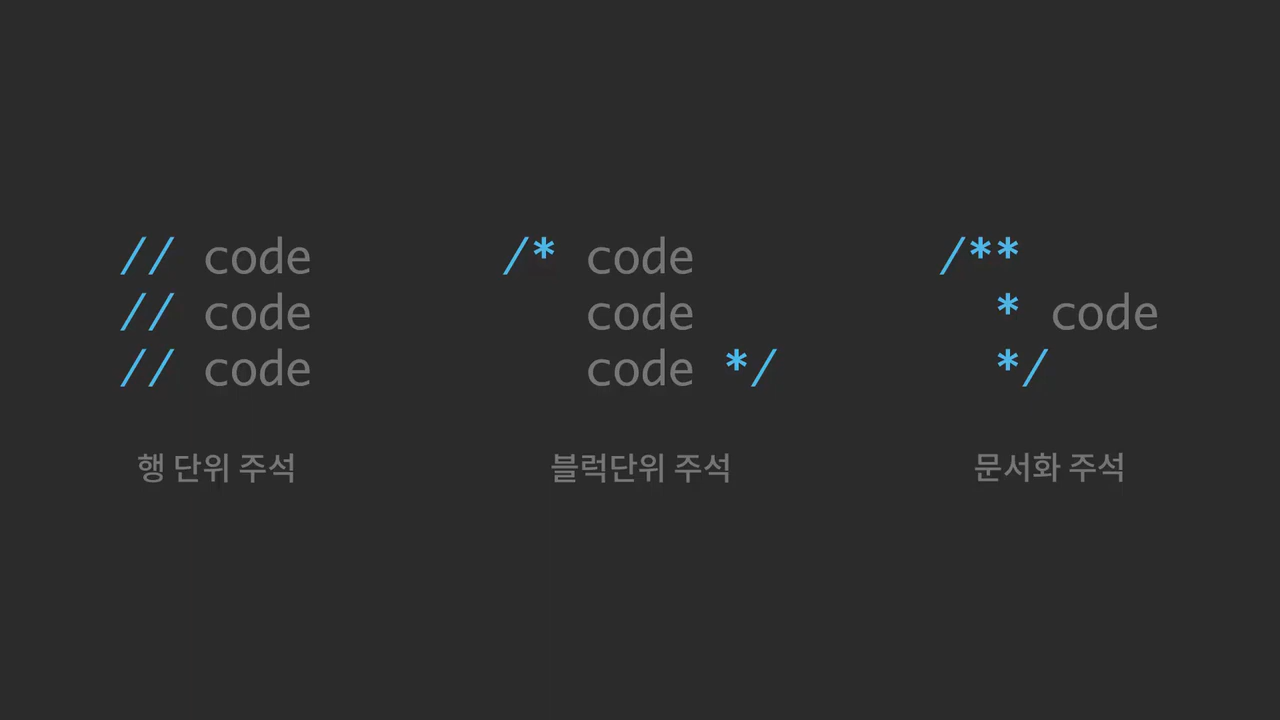 // code
// code
// code
행 단위 주석
/* code
code
code */
블럭단위 주석
/**
* code
*/
문서화 주석